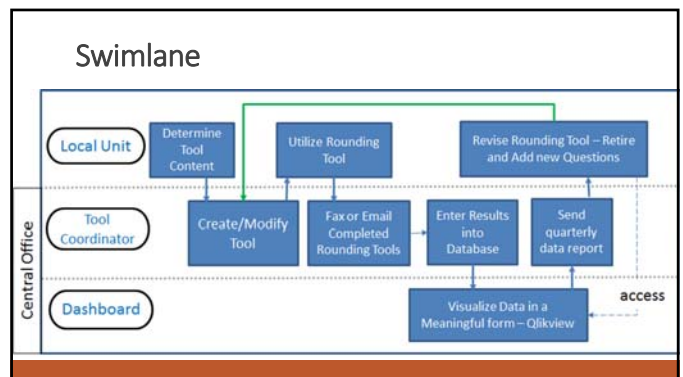 Swimlane
Local Unit
Determine
Tool
Content
Utilize Rounding
Tool
Revise Rounding Tool – Retire
and Add new Questions
Central Office
Tool
Coordinator
Create/Modify
Tool
Fax or Email
Completed
Rounding Tools
Enter Results
into
Database
Send
quarterly
data report
access
Dashboard
Visualize Data in a
Meaningful form – Qlikview